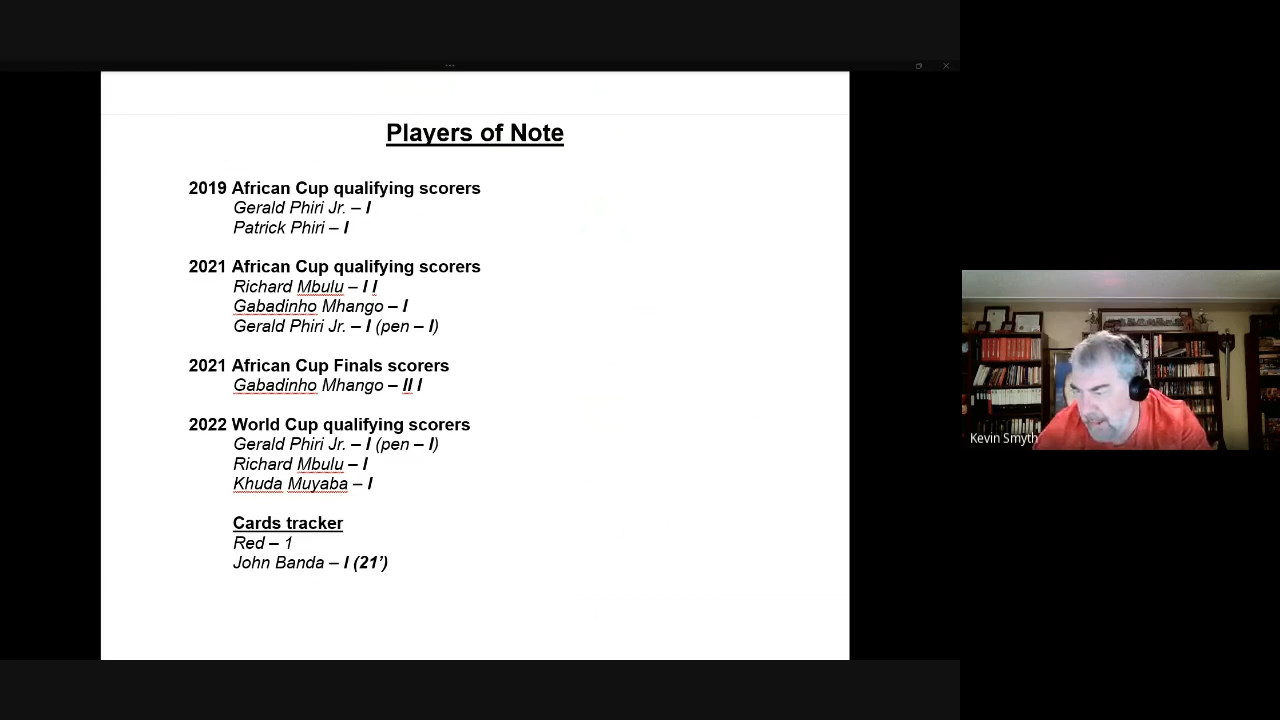 Players of Note
2019 African Cup qualifying scorers
Gerald Phiri Jr. – I
Patrick Phiri – I
2021 African Cup qualifying scorers
Richard Mbulu – I I
Gabadinho Mhango – I
Gerald Phiri Jr. – I (pen – I)
2021 African Cup Finals scorers
Gabadinho Mhango – II I
2022 World Cup qualifying scorers
Gerald Phiri Jr. – I (pen – I)
Richard Mbulu – I
Khuda Muyaba – I
Cards tracker
Red – 1
John Banda – I (21’)
Kevin Smyth